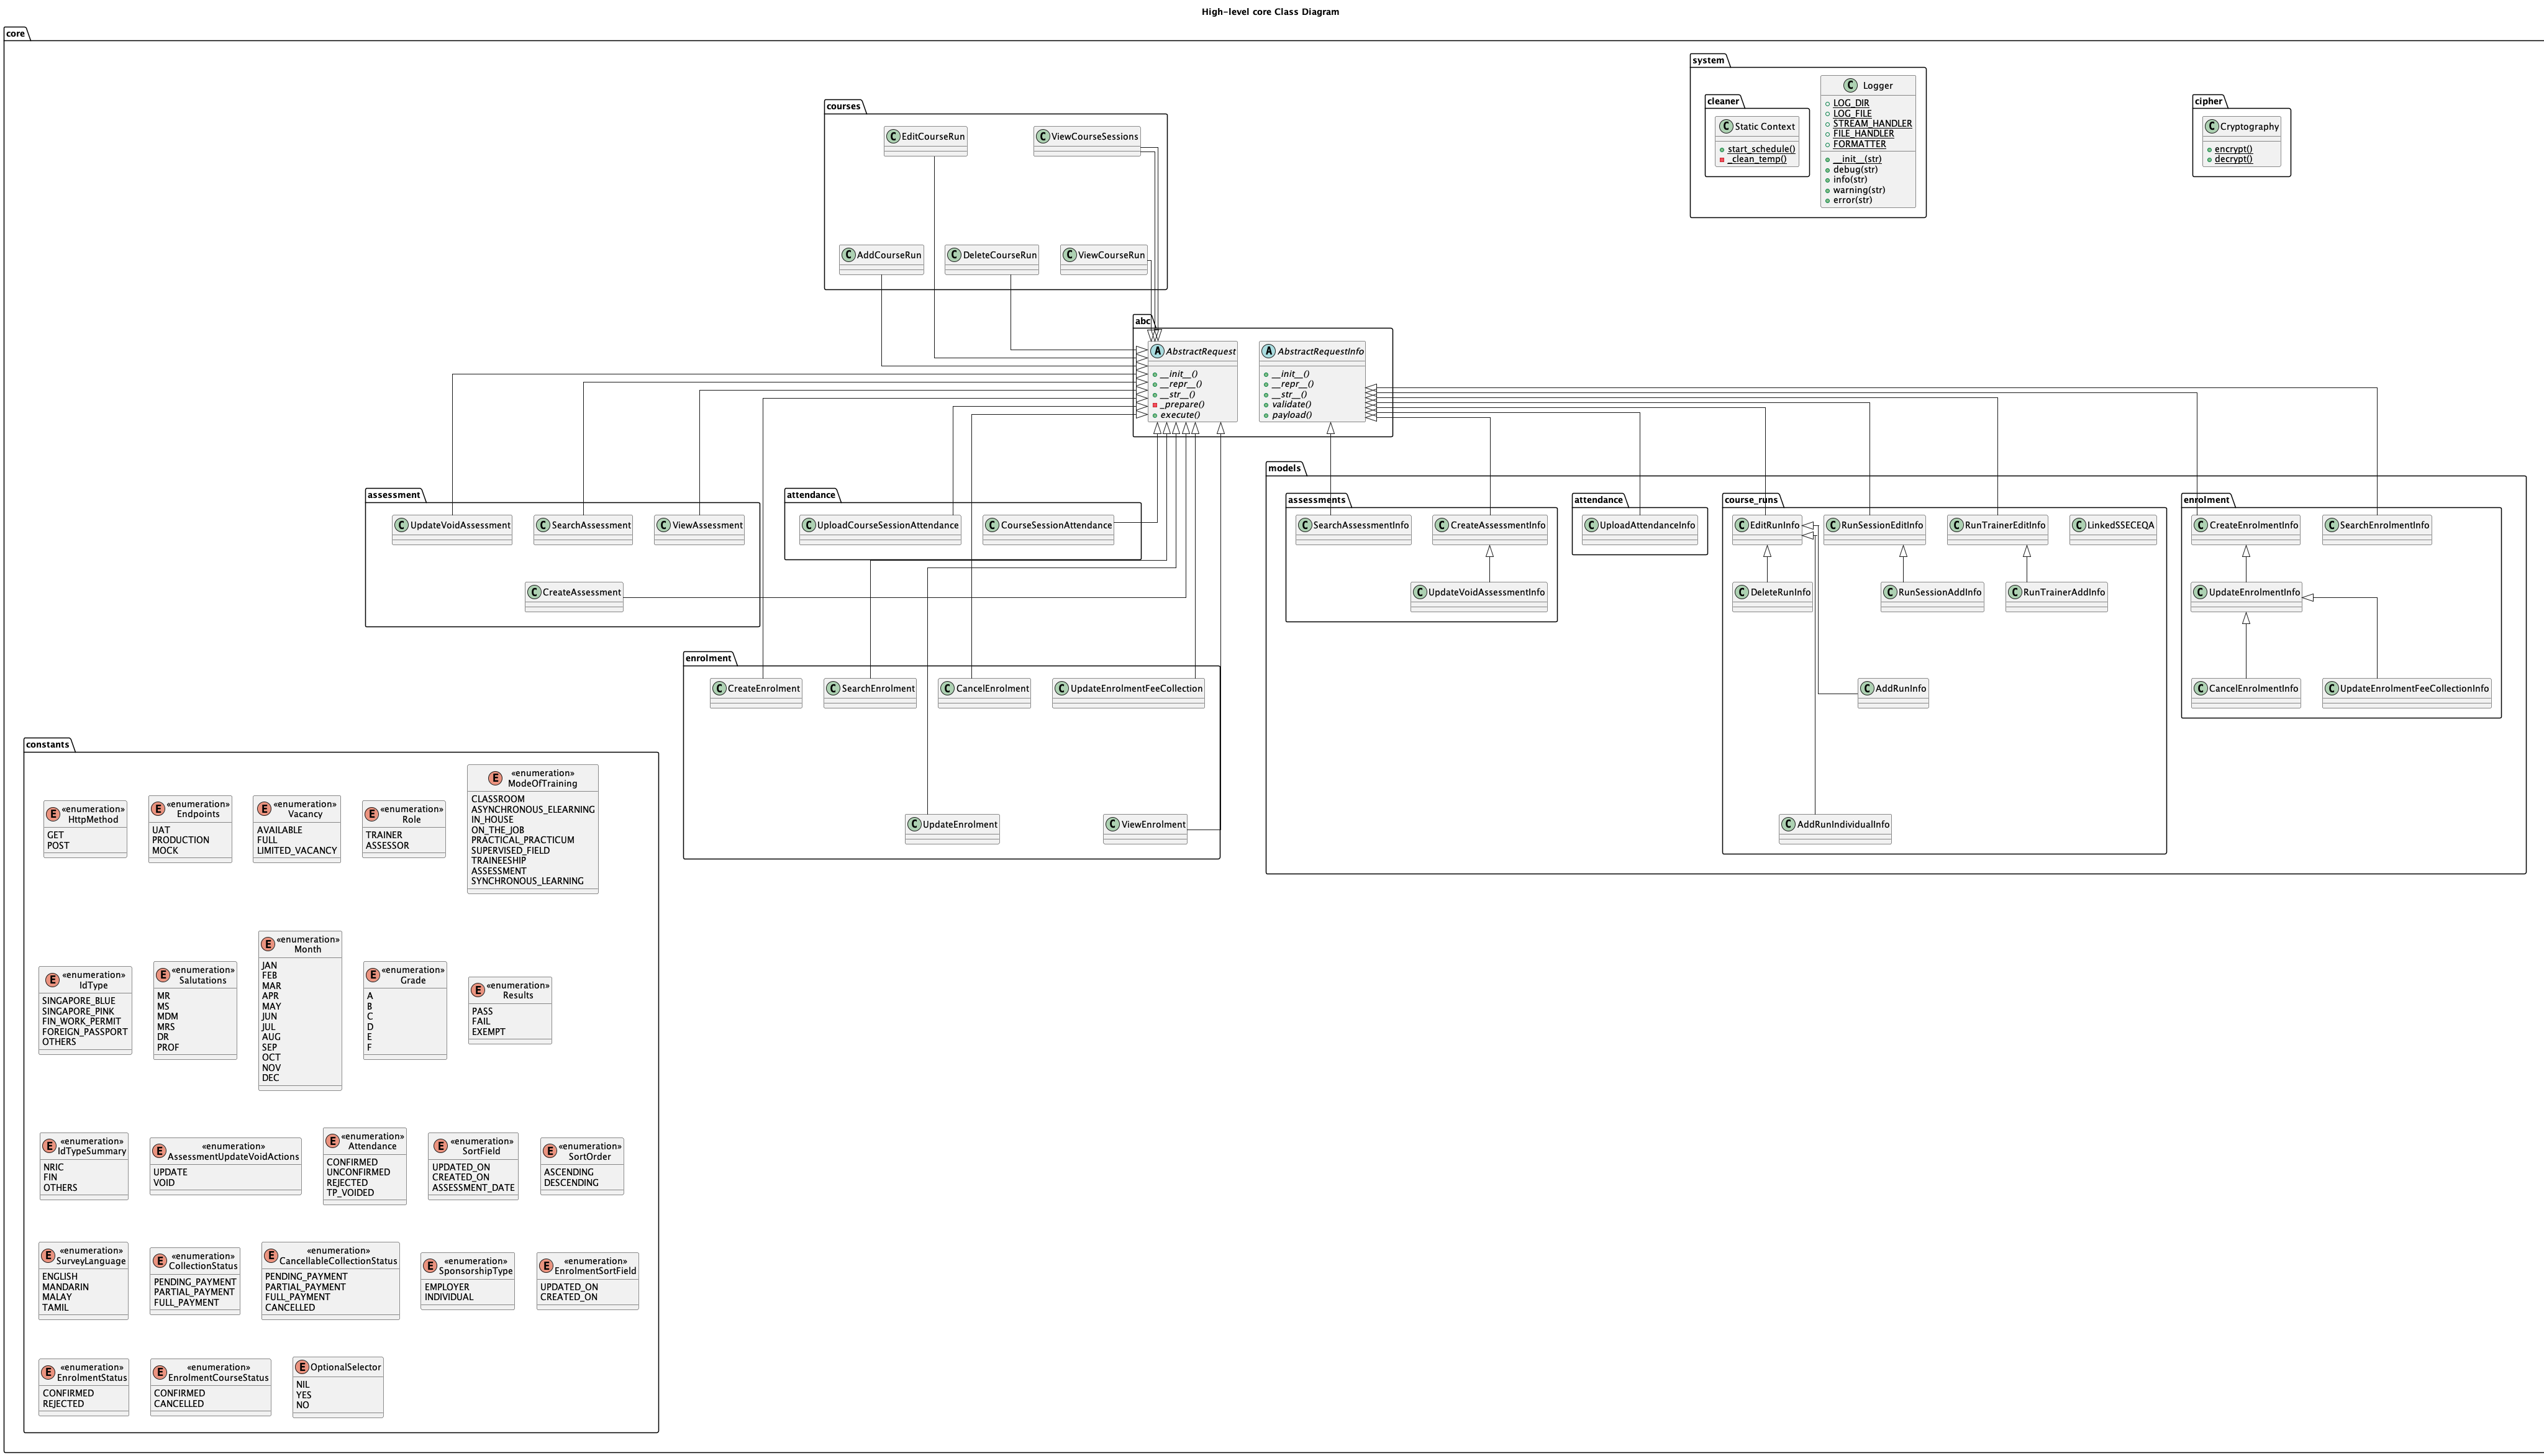 High-level core Class Diagram
core
system
cleaner
C Static Context
start_schedule()
_clean_temp()
C Logger
LOG_DIR
LOG_FILE
STREAM_HANDLER
FILE_HANDLER
FORMATTER
__init__(str)
debug(str)
info(str)
warning(str)
error(str)
cipher
C Cryptography
encrypt()
decrypt()
courses
C EditCourseRun
C ViewCourseSessions
C AddCourseRun
C DeleteCourseRun
C ViewCourseRun
abc
A AbstractRequest
__init__()
__repr__()
__str__()
_prepare()
execute()
A AbstractRequestInfo
__init__()
__repr__()
__str__()
validate()
payload()
assessment
C UpdateVoidAssessment
C SearchAssessment
C ViewAssessment
C CreateAssessment
attendance
C UploadCourseSessionAttendance
C CourseSessionAttendance
models
assessments
C SearchAssessmentInfo
C CreateAssessmentInfo
C UpdateVoidAssessmentInfo
attendance
C UploadAttendanceInfo
course_runs
C EditRunInfo
C RunSessionEditInfo
C RunTrainerEditInfo
C LinkedSSECEQA
C DeleteRunInfo
C RunSessionAddInfo
C RunTrainerAddInfo
C AddRunInfo
C AddRunIndividualInfo
enrolment
C CreateEnrolmentInfo
C SearchEnrolmentInfo
C UpdateEnrolmentInfo
C CancelEnrolmentInfo
C UpdateEnrolmentFeeCollectionInfo
enrolment
C CreateEnrolment
C SearchEnrolment
C CancelEnrolment
C UpdateEnrolmentFeeCollection
C UpdateEnrolment
C ViewEnrolment
constants
E «enumeration»
HttpMethod
GET
POST
E «enumeration»
Endpoints
UAT
PRODUCTION
MOCK
E «enumeration»
Vacancy
AVAILABLE
FULL
LIMITED_VACANCY
E «enumeration»
Role
TRAINER
ASSESSOR
E «enumeration»
ModeOfTraining
CLASSROOM
ASYNCHRONOUS_ELEARNING
IN_HOUSE
ON_THE_JOB
PRACTICAL_PRACTICUM
SUPERVISED_FIELD
TRAINEESHIP
ASSESSMENT
SYNCHRONOUS_LEARNING
E «enumeration»
IdType
SINGAPORE_BLUE
SINGAPORE_PINK
FIN_WORK_PERMIT
FOREIGN_PASSPORT
OTHERS
E «enumeration»
Salutations
MR
MS
MDM
MRS
DR
PROF
E «enumeration»
Month
JAN
FEB
MAR
APR
MAY
JUN
JUL
AUG
SEP
OCT
NOV
DEC
E «enumeration»
Grade
A
B
C
D
E
F
E «enumeration»
Results
PASS
FAIL
EXEMPT
E «enumeration»
IdTypeSummary
NRIC
FIN
OTHERS
E «enumeration»
AssessmentUpdateVoidActions
UPDATE
VOID
E «enumeration»
Attendance
CONFIRMED
UNCONFIRMED
REJECTED
TP_VOIDED
E «enumeration»
SortField
UPDATED_ON
CREATED_ON
ASSESSMENT_DATE
E «enumeration»
SortOrder
ASCENDING
DESCENDING
E «enumeration»
SurveyLanguage
ENGLISH
MANDARIN
MALAY
TAMIL
E «enumeration»
CollectionStatus
PENDING_PAYMENT
PARTIAL_PAYMENT
FULL_PAYMENT
E «enumeration»
CancellableCollectionStatus
PENDING_PAYMENT
PARTIAL_PAYMENT
FULL_PAYMENT
CANCELLED
E «enumeration»
SponsorshipType
EMPLOYER
INDIVIDUAL
E «enumeration»
EnrolmentSortField
UPDATED_ON
CREATED_ON
E «enumeration»
EnrolmentStatus
CONFIRMED
REJECTED
E «enumeration»
EnrolmentCourseStatus
CONFIRMED
CANCELLED
E OptionalSelector
NIL
YES
NO